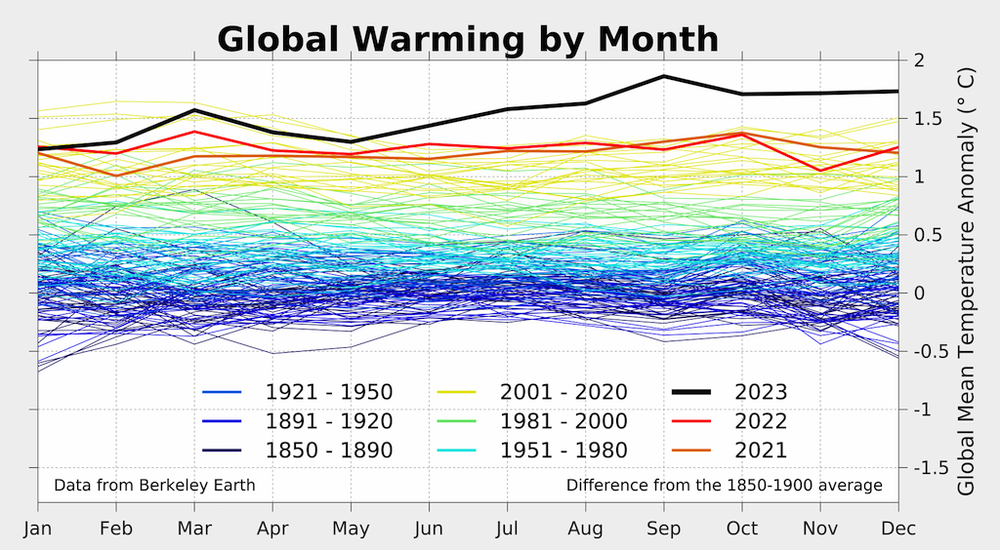 Global Warming by Month
2
1.5
1
0.5
0
-0.5
-1
-1.5
Global Mean Temperature Anomaly (° C)
1921 - 1950
2001 - 2020
2023
1891 - 1920
1981 - 2000
2022
1850 - 1890
1951 - 1980
2021
Data from Berkeley Earth
Difference from the 1850-1900 average
Jan Feb Mar Apr May Jun Jul Aug Sep Oct Nov Dec